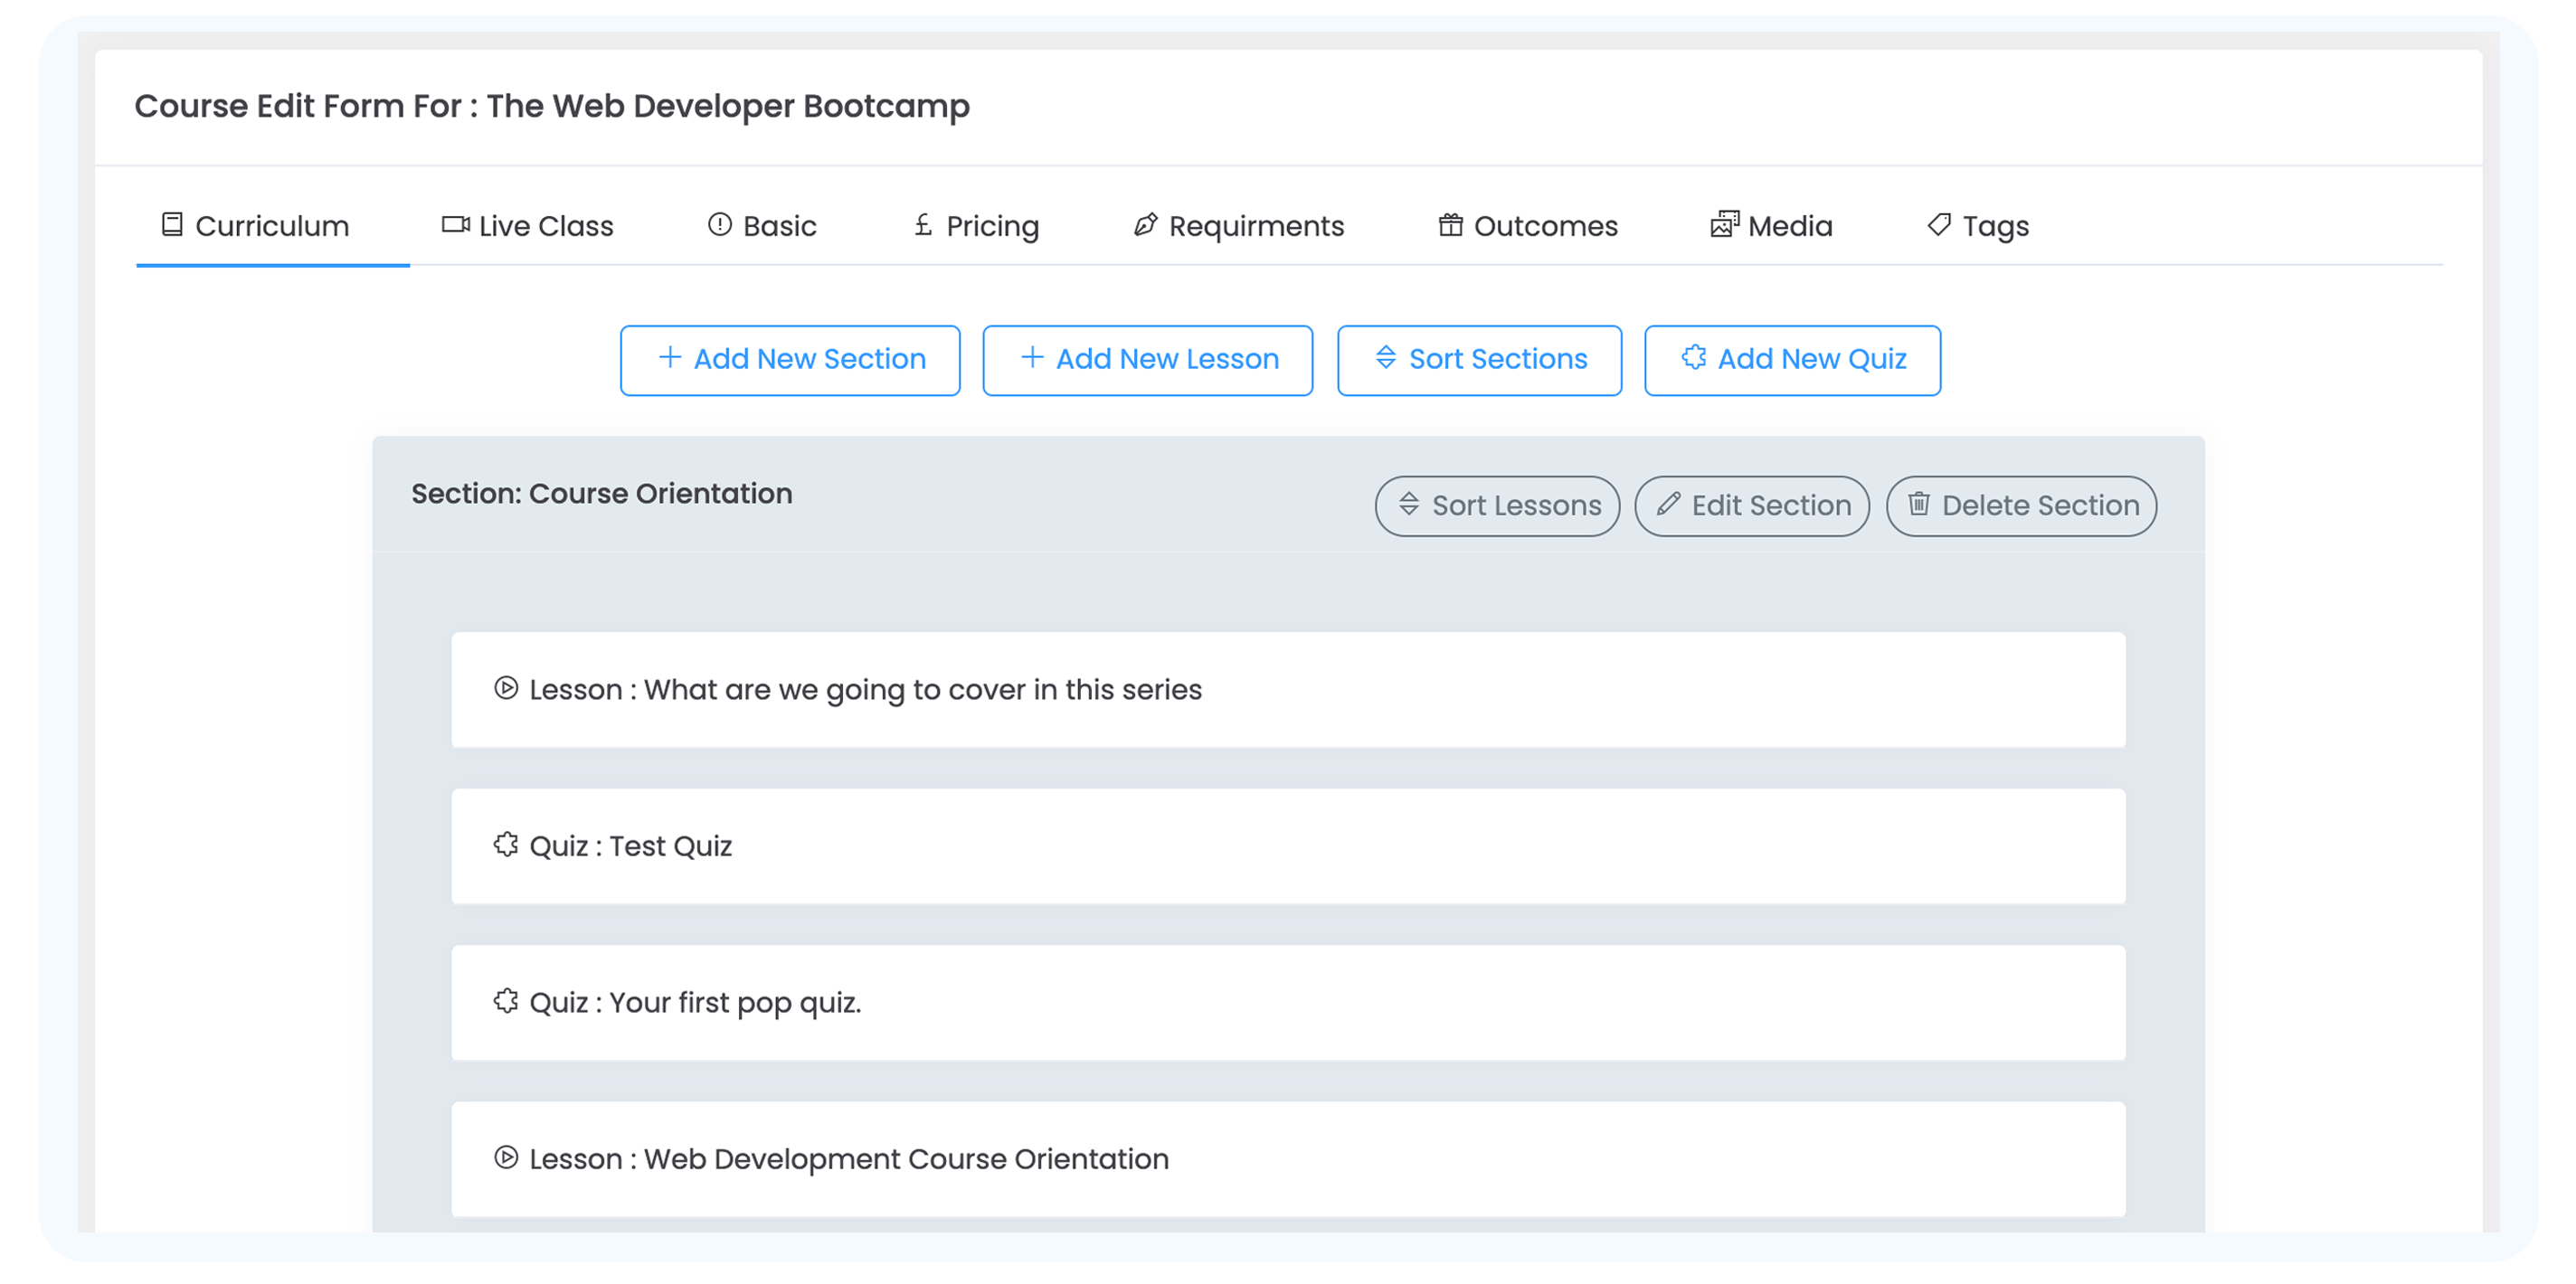 Course Edit Form For : The Web Developer Bootcamp
Curriculum
Live Class
Basic
Pricing
Requirments
Outcomes
Media
Tags
Add New Section
Add New Lesson
Sort Sections
Add New Quiz
Section: Course Orientation
Sort Lessons
Edit Section
Delete Section
Lesson : What are we going to cover in this series
Quiz : Test Quiz
Quiz : Your first pop quiz.
Lesson : Web Development Course Orientation